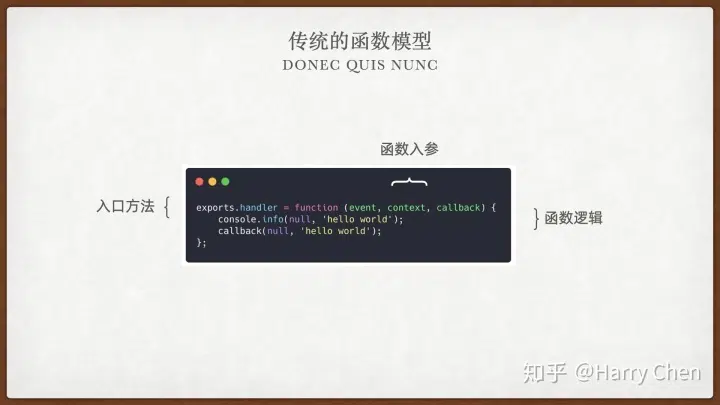 传统的函数模型
DONEC QUIS NUNC
函数入参
入口方法
exports.handler = function (event, context, callback) {
    console.info(null, 'hello world');
    callback(null, 'hello world');
};
函数逻辑
知乎 @Harry Chen